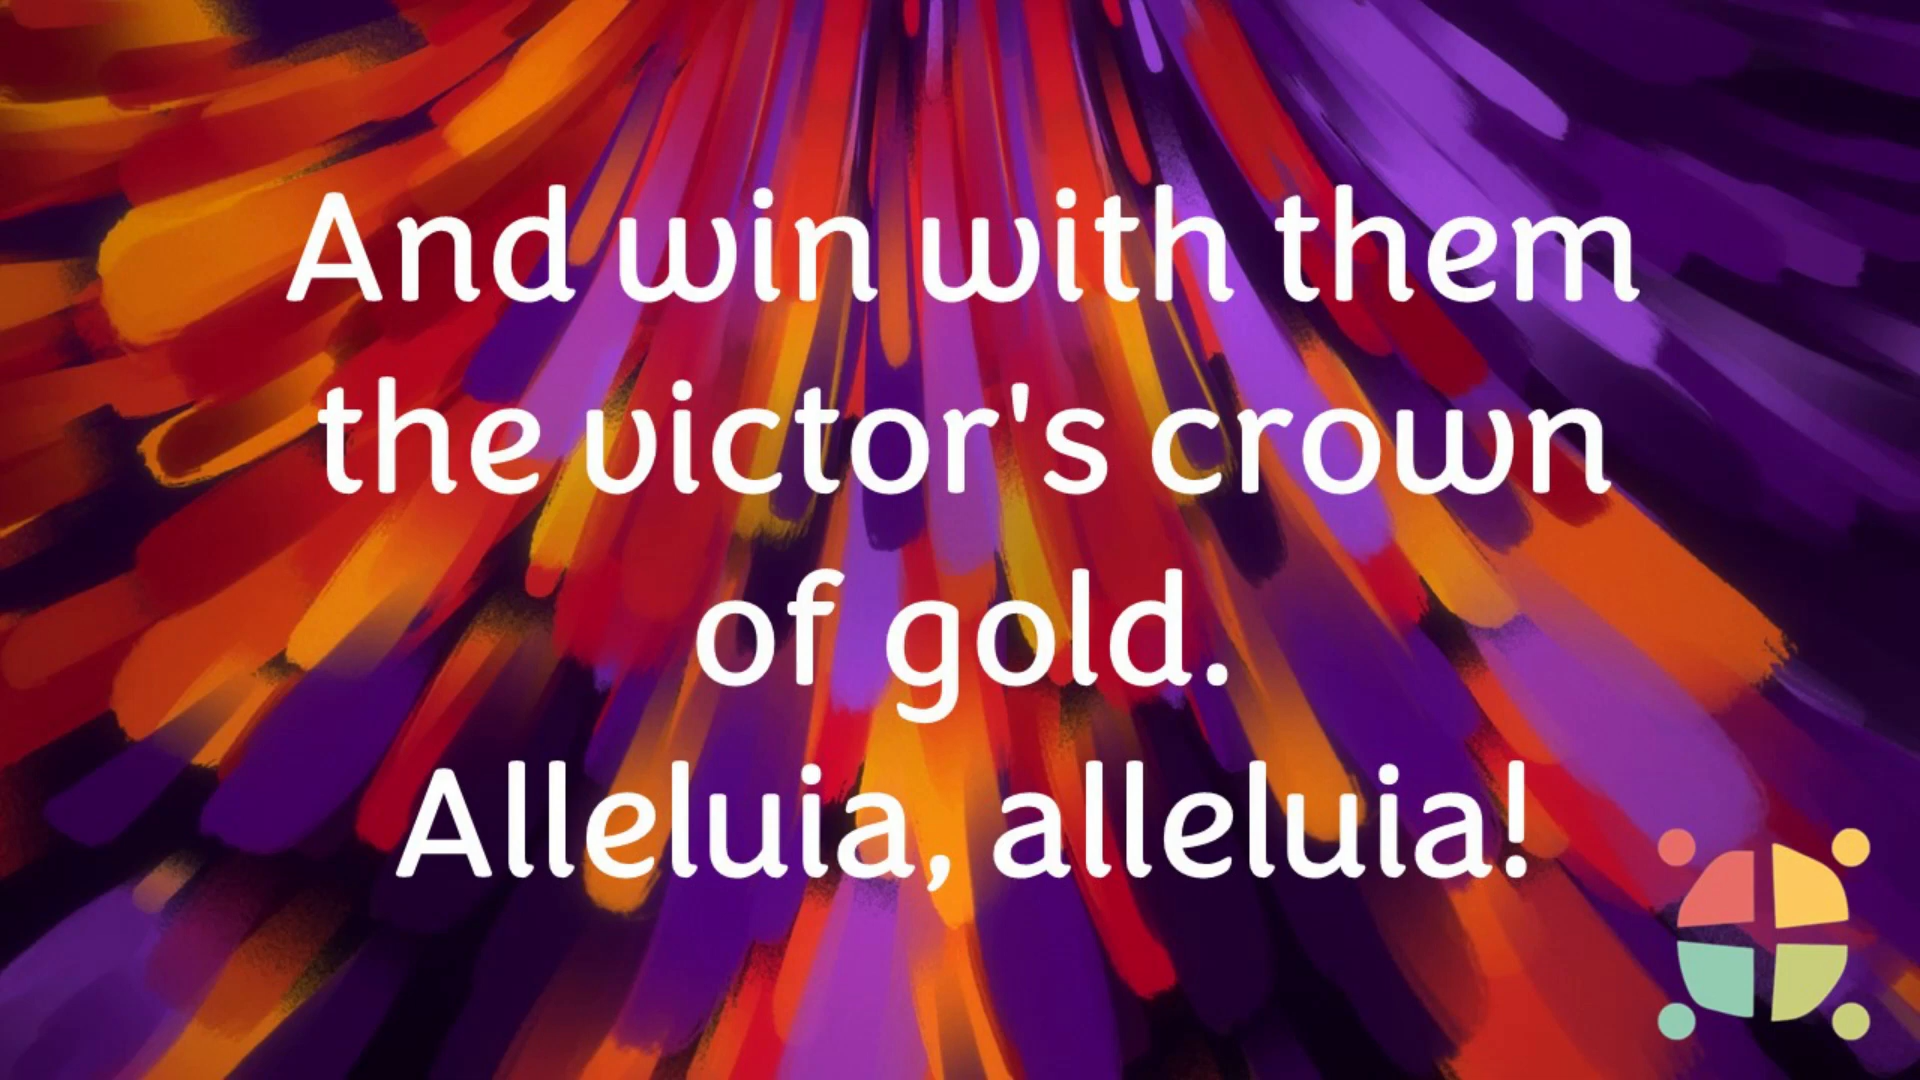 And win with them
the victor's crown
of gold.
Alleluia, alleluia!